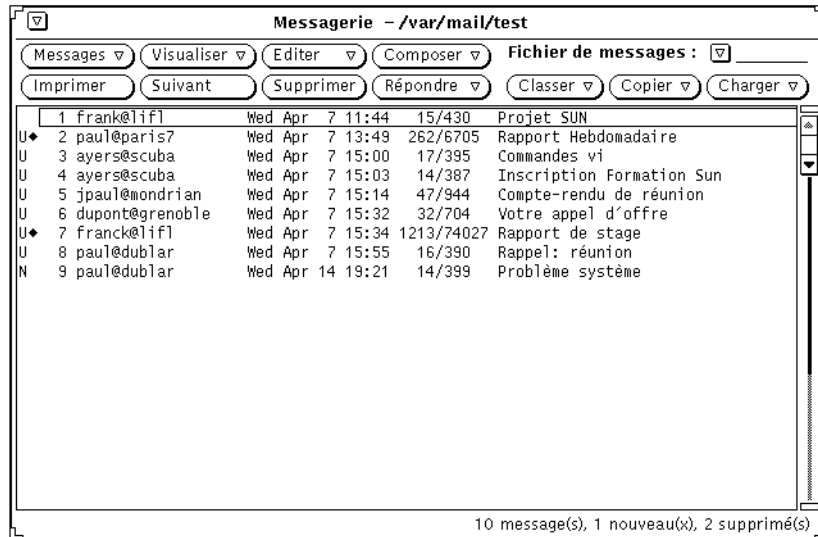 Messagerie – /var/mail/test
Messages Visualiser Editer Composer Fichier de messages :
Imprimer Suivant Supprimer Répondre Classer Copier Charger
1 frank@lifl Wed Apr 7 11:44 15/430 Projet SUN
U◆ 2 paul@paris7 Wed Apr 7 13:49 262/6705 Rapport Hebdomadaire
U 3 ayers@scuba Wed Apr 7 15:00 17/395 Commandes vi
U 4 ayers@scuba Wed Apr 7 15:03 14/387 Inscription Formation Sun
U 5 jpaul@mondrian Wed Apr 7 15:14 47/944 Compte-rendu de réunion
U 6 dupont@grenoble Wed Apr 7 15:32 32/704 Votre appel d´offre
U◆ 7 franck@lifl Wed Apr 7 15:34 1213/74027 Rapport de stage
U 8 paul@dublar Wed Apr 7 15:55 16/390 Rappel: réunion
N 9 paul@dublar Wed Apr 14 19:21 14/399 Problème système
10 message(s), 1 nouveau(x), 2 supprimé(s)